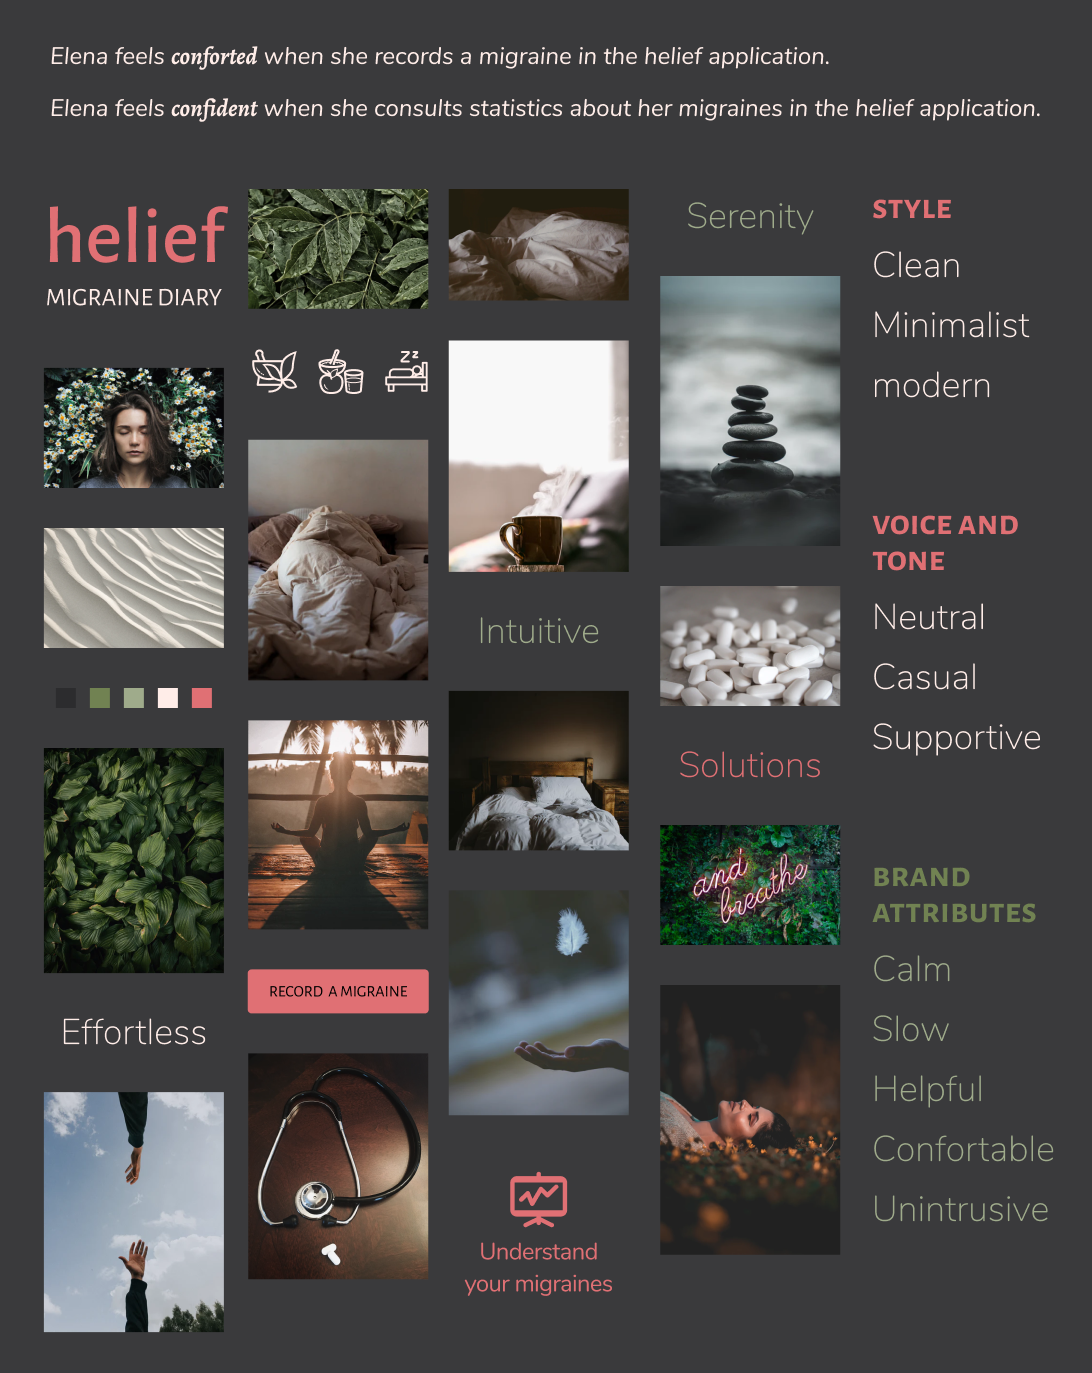 Elena feels conforted when she records a migraine in the helief application.
Elena feels confident when she consults statistics about her migraines in the helief application.
helief
MIGRAINE DIARY
Effortless
Zz
RECORD A MIGRAINE
Intuitive
Understand
your migraines
Serenity
Solutions
and
breathe
STYLE
Clean
Minimalist
modern
VOICE AND
TONE
Neutral
Casual
Supportive
BRAND
ATTRIBUTES
Calm
Slow
Helpful
Confortable
Unintrusive